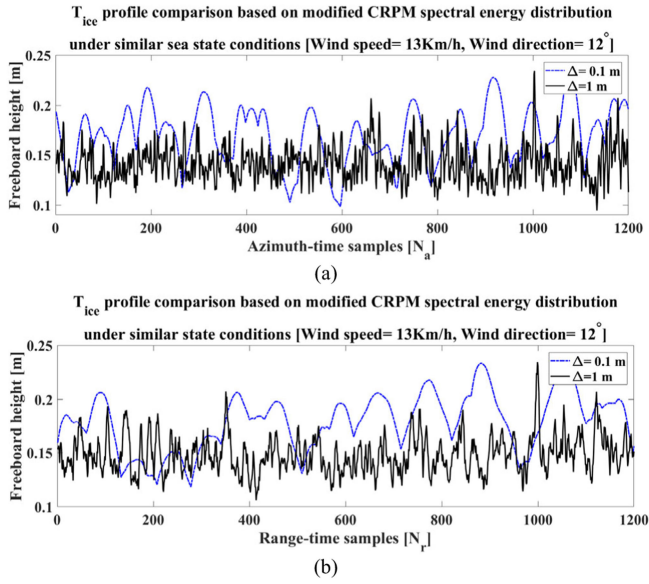 T_ice profile comparison based on modified CRPM spectral energy distribution
under similar sea state conditions [Wind speed= 13Km/h, Wind direction= 12°]
Δ= 0.1 m
Δ=1 m
0.25
0.2
0.15
0.1
Freeboard height [m]
0
200
400
600
800
1000
1200
Azimuth-time samples [N_a]
(a)
T_ice profile comparison based on modified CRPM spectral energy distribution
under similar state conditions [Wind speed= 13Km/h, Wind direction= 12°]
Δ= 0.1 m
Δ=1 m
0.25
0.2
0.15
0.1
Freeboard height [m]
0
200
400
600
800
1000
1200
Range-time samples [N_r]
(b)